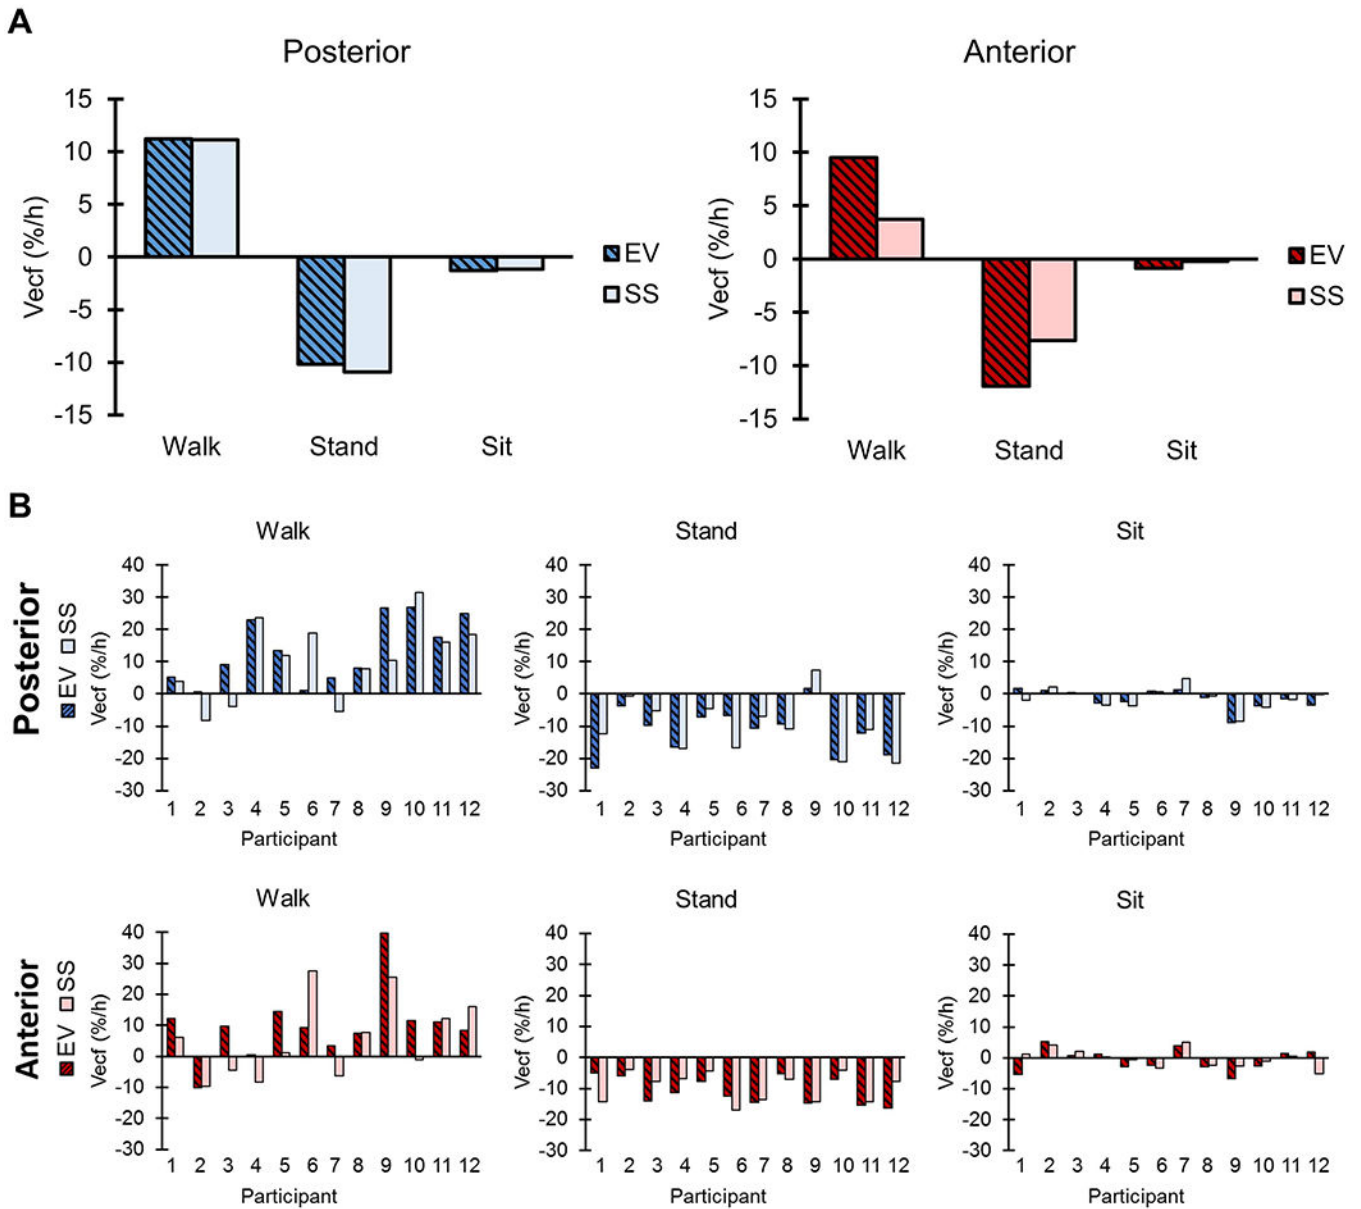 A
Posterior
Anterior
15
10
5
0
-5
-10
-15
Vecf (%/h)
Walk
Stand
Sit
EV
SS
15
10
5
0
-5
-10
-15
Vecf (%/h)
Walk
Stand
Sit
EV
SS
B
Posterior
EV SS
Walk
40
30
20
10
0
-10
-20
-30
Vecf (%/h)
1 2 3 4 5 6 7 8 9 10 11 12
Participant
Stand
40
30
20
10
0
-10
-20
-30
Vecf (%/h)
1 2 3 4 5 6 7 8 9 10 11 12
Participant
Sit
40
30
20
10
0
-10
-20
-30
Vecf (%/h)
1 2 3 4 5 6 7 8 9 10 11 12
Participant
Anterior
EV SS
Walk
40
30
20
10
0
-10
-20
-30
Vecf (%/h)
1 2 3 4 5 6 7 8 9 10 11 12
Participant
Stand
40
30
20
10
0
-10
-20
-30
Vecf (%/h)
1 2 3 4 5 6 7 8 9 10 11 12
Participant
Sit
40
30
20
10
0
-10
-20
-30
Vecf (%/h)
1 2 3 4 5 6 7 8 9 10 11 12
Participant